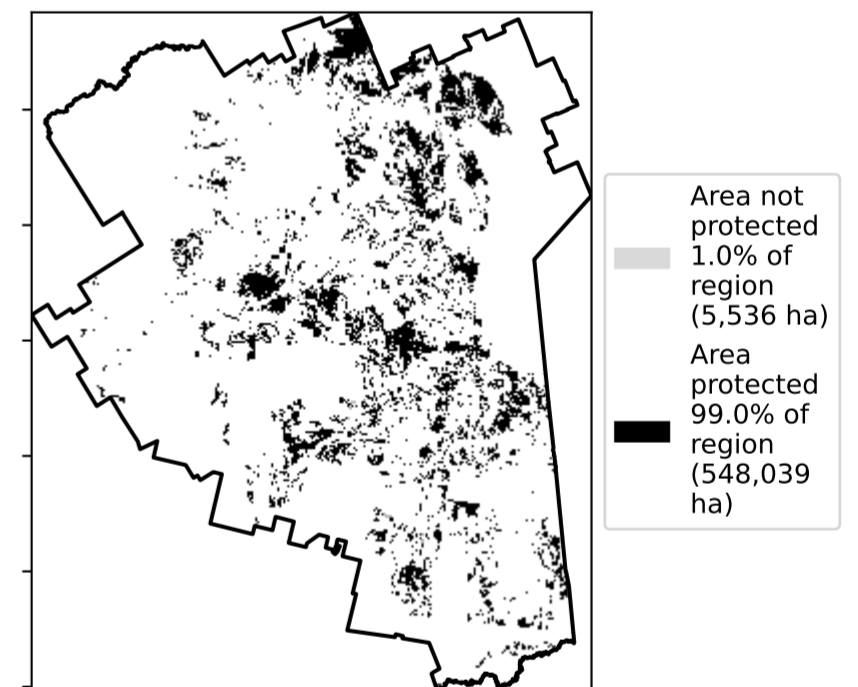 Area not
protected
1.0% of
region
(5,536 ha)
Area
protected
99.0% of
region
(548,039
ha)